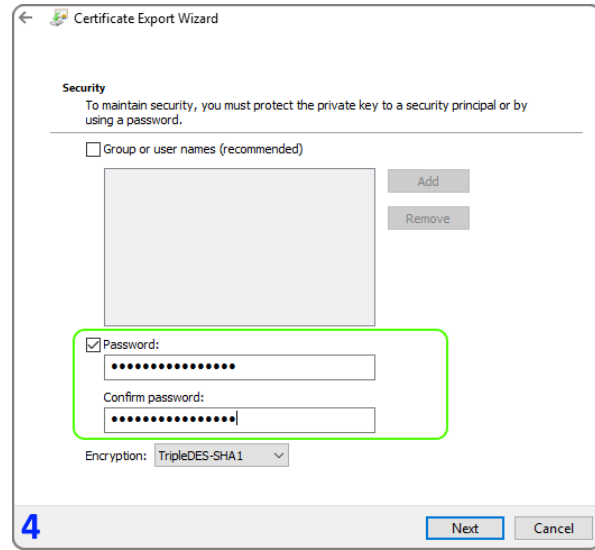 Certificate Export Wizard
Security
To maintain security, you must protect the private key to a security principal or by
using a password.
Group or user names (recommended)
Add
Remove
Password:
••••••••••••••••
Confirm password:
••••••••••••••••
Encryption: TripleDES-SHA1
4
Next Cancel